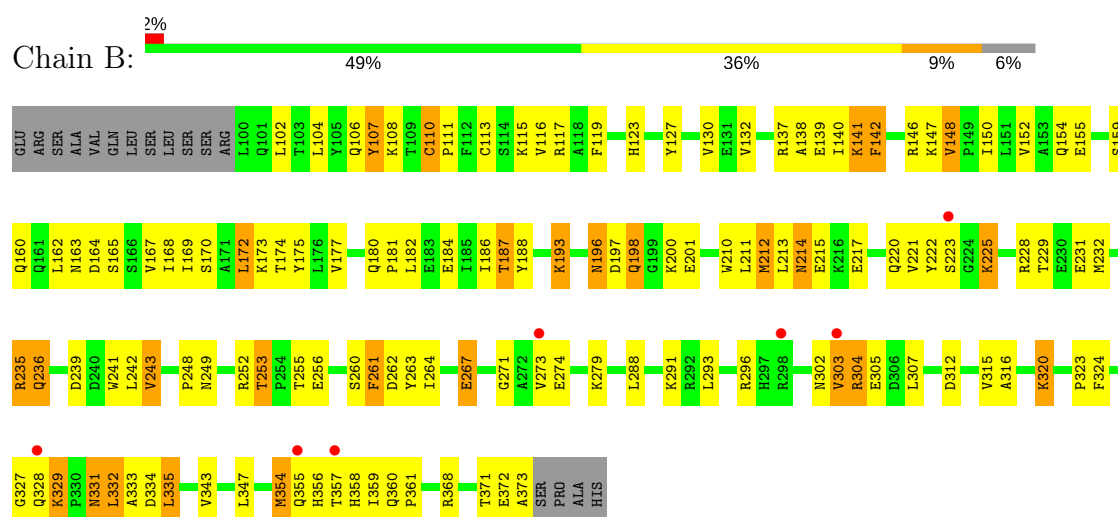 2%
Chain B:
49% 36% 9% 6%
GLU ARG SER ALA VAL GLN LEU SER LEU SER SER ARG L100 Q101 L102 T103 L104 Y105 Q106 Y107 K108 T109 C110 P111 F112 C113 S114 K115 V116 R117 A118 F119 H123 Y127 V130 E131 V132 R137 A138 E139 I140 K141 F142 R146 K147 V148 P149 I150 L151 V152 A153 Q154 E155 S159
Q160 Q161 L162 N163 D164 S165 S166 V167 I168 I169 S170 A171 L172 K173 T174 Y175 L176 V177 Q180 P181 L182 E183 E184 I185 I186 T187 Y188 K193 N196 D197 Q198 G199 K200 E201 W210 L211 M212 L213 N214 E215 K216 E217 Q220 V221 Y222 S223 G224 K225 R228 T229 E230 E231 M232
R235 Q236 D239 D240 W241 L242 V243 P248 N249 R252 T253 P254 T255 E256 S260 F261 D262 Y263 I264 E267 G271 A272 V273 E274 K279 L288 K291 R292 L293 R296 H297 R298 N302 V303 R304 E305 D306 L307 D312 V315 A316 K320 P323 F324
G327 Q328 K329 P330 N331 L332 A333 D334 L335 V343 L347 M354 Q355 H356 T357 H358 I359 Q360 P361 R368 T371 E372 A373 SER PRO ALA HIS